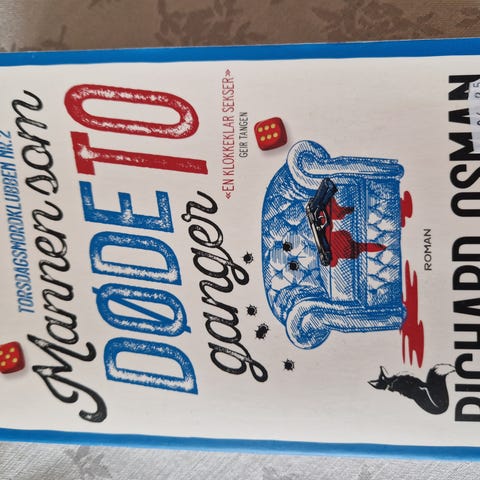 TORSDAGSMORDKLUBBEN NR. 2
Mannen som
DØDE TO
ganger
«EN KLOKKEKLAR SEKSER»
GEIR TANGEN
ROMAN
RICHARD OSMAN